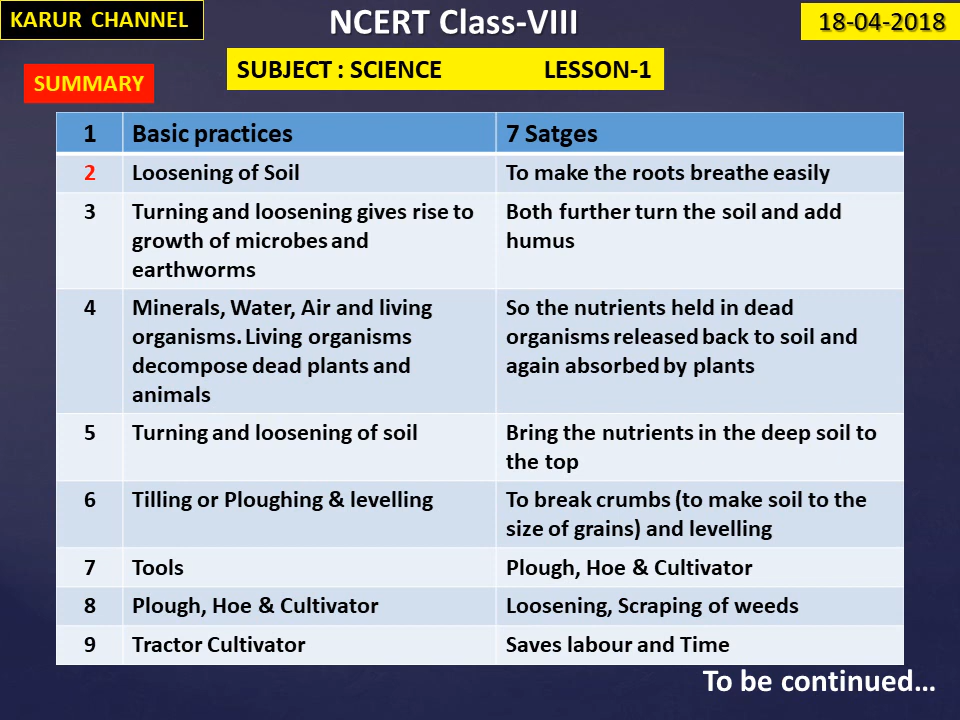 KARUR CHANNEL
NCERT Class-VIII
18-04-2018
SUBJECT : SCIENCE LESSON-1
SUMMARY
1 Basic practices 7 Satges
2 Loosening of Soil To make the roots breathe easily
3 Turning and loosening gives rise to Both further turn the soil and add
growth of microbes and humus
earthworms
4 Minerals, Water, Air and living So the nutrients held in dead
organisms. Living organisms organisms released back to soil and
decompose dead plants and again absorbed by plants
animals
5 Turning and loosening of soil Bring the nutrients in the deep soil to
the top
6 Tilling or Ploughing & levelling To break crumbs (to make soil to the
size of grains) and levelling
7 Tools Plough, Hoe & Cultivator
8 Plough, Hoe & Cultivator Loosening, Scraping of weeds
9 Tractor Cultivator Saves labour and Time
To be continued...